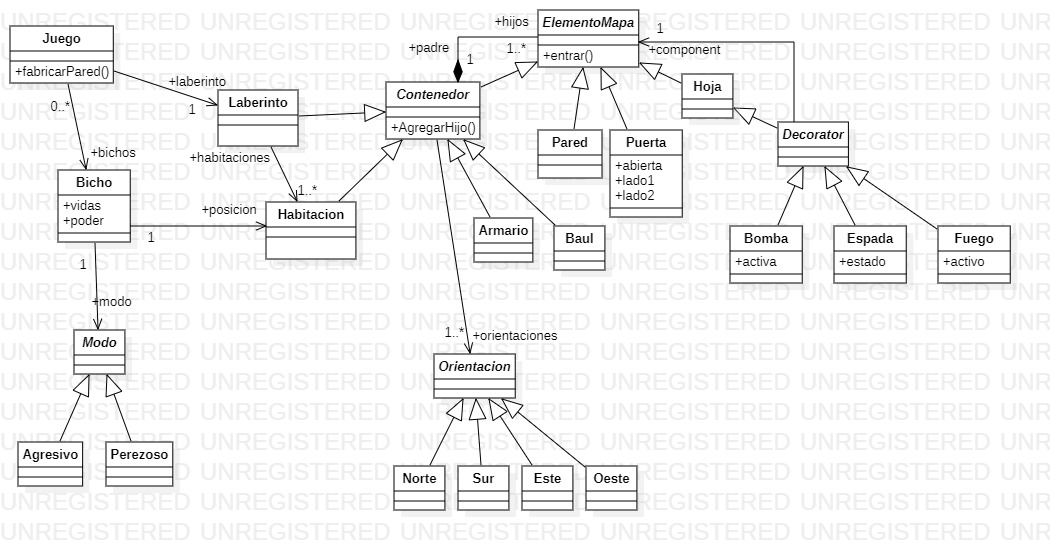 Juego
+fabricarPared()
+laberinto
1
0..*
+bichos
Laberinto
+habitaciones
1..*
+padre
1
+hijos
1..*
ElementoMapa
+entrar()
1
+component
Contenedor
+AgregarHijo()
Hoja
Decorator
Pared
Puerta
+abierta
+lado1
+lado2
Bicho
+vidas
+poder
+posicion
1
Habitacion
Armario
Baul
Bomba
+activa
Espada
+estado
Fuego
+activo
1
+modo
Modo
1..*
+orientaciones
Orientacion
Agresivo
Perezoso
Norte
Sur
Este
Oeste
UNREGISTERED